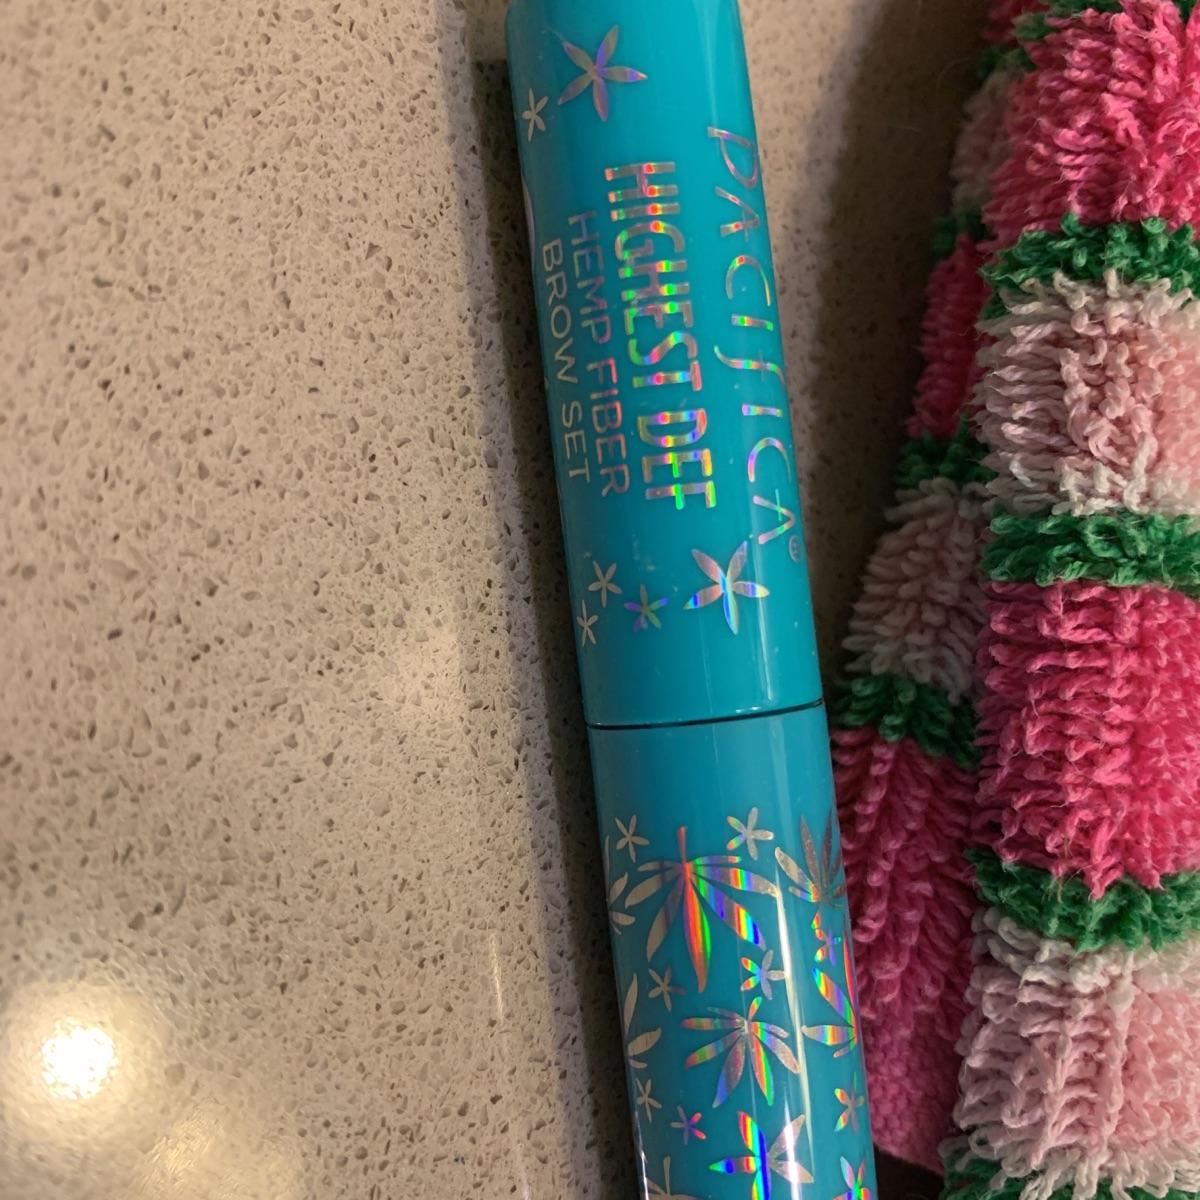 PACIFICA®
HIGHEST DEF
HEMP FIBER
BROW SET